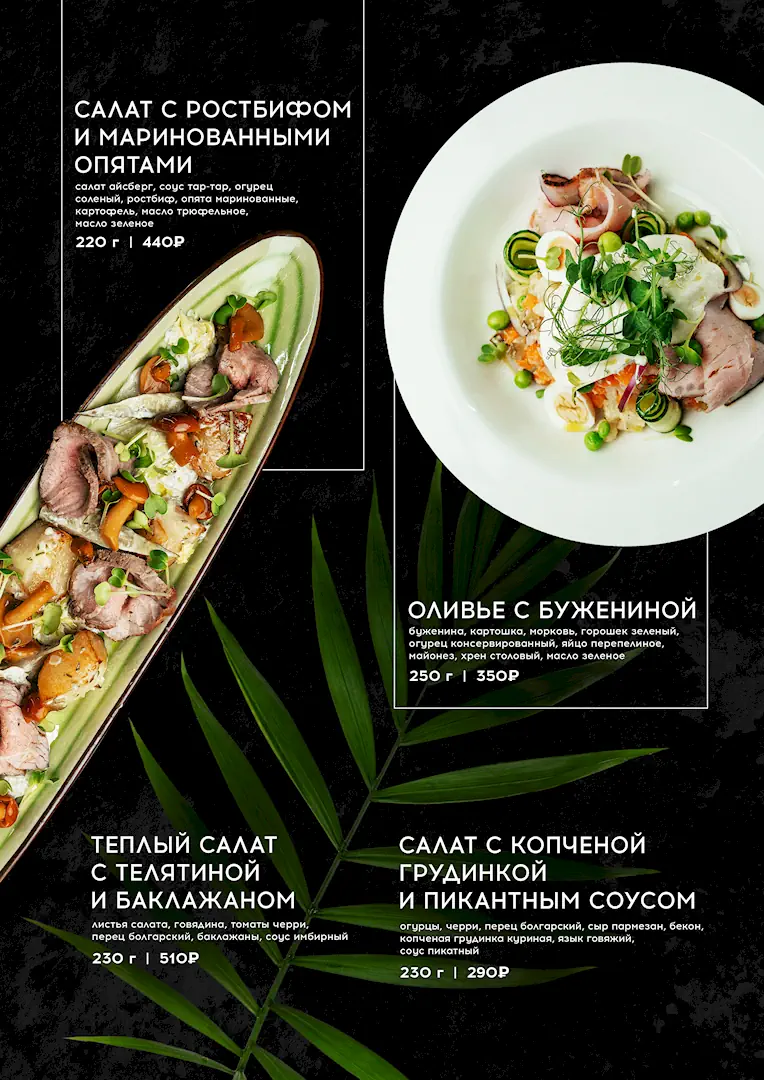 САЛАТ С РОСТБИФОМ
И МАРИНОВАННЫМИ
ОПЯТАМИ
салат айсберг, соус тар-тар, огурец
соленый, ростбиф, опята маринованные,
картофель, масло трюфельное,
масло зеленое
220 г | 440₽
ОЛИВЬЕ С БУЖЕНИНОЙ
буженина, картошка, морковь, горошек зеленый,
огурец консервированный, яйцо перепелиное,
майонез, хрен столовый, масло зеленое
250 г | 350₽
ТЕПЛЫЙ САЛАТ
С ТЕЛЯТИНОЙ
И БАКЛАЖАНОМ
листья салата, говядина, томаты черри,
перец болгарский, баклажаны, соус имбирный
230 г | 510₽
САЛАТ С КОПЧЕНОЙ
ГРУДИНКОЙ
И ПИКАНТНЫМ СОУСОМ
огурцы, черри, перец болгарский, сыр пармезан, бекон,
копченая грудинка куриная, язык говяжий,
соус пикатный
230 г | 290₽